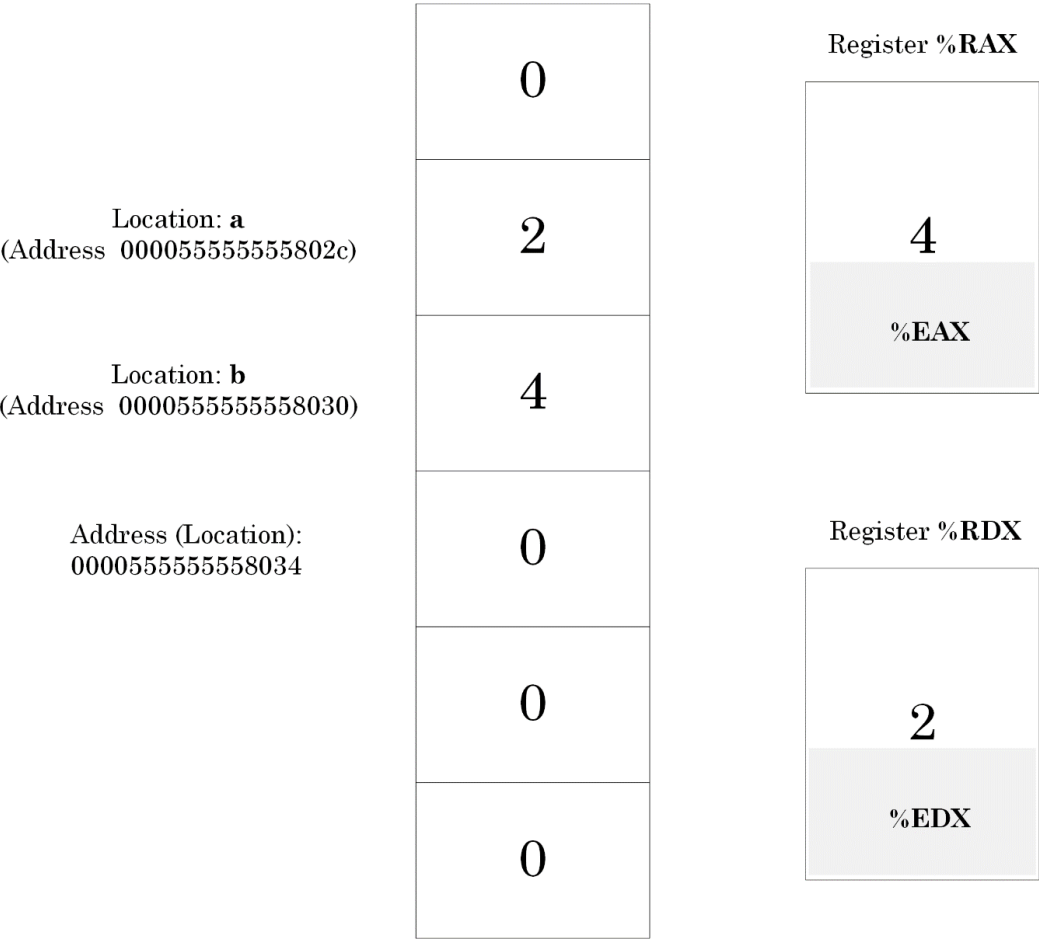 0
Register %RAX
Location: a
(Address 000055555555802c)
2
4
%EAX
Location: b
(Address 0000555555558030)
4
Address (Location):
0000555555558034
0
Register %RDX
0
2
%EDX
0